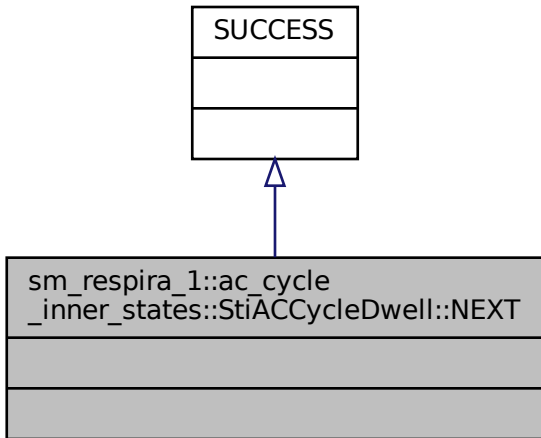 SUCCESS
sm_respira_1::ac_cycle
_inner_states::StiACCycleDwell::NEXT